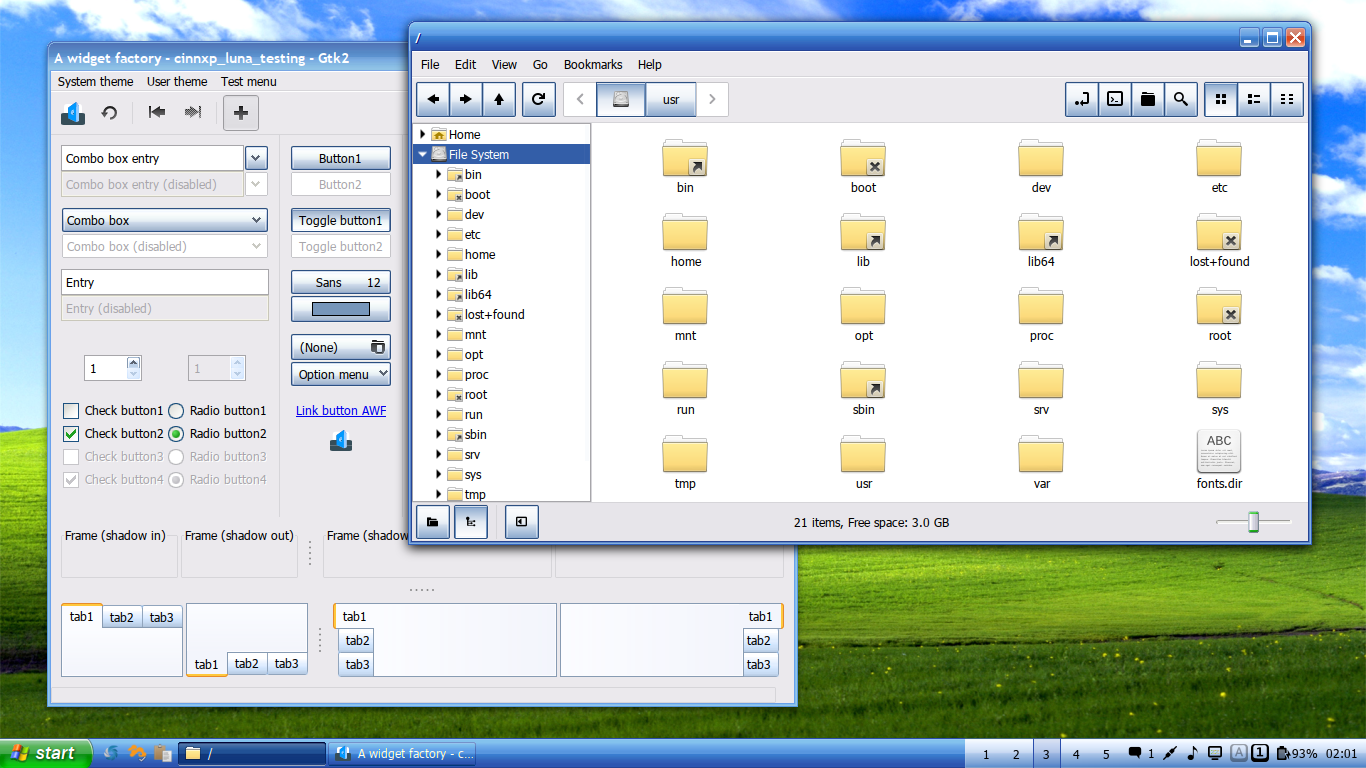 A widget factory - cinnxp_luna_testing - Gtk2
System theme User theme Test menu
Combo box entry
Combo box entry (disabled)
Combo box
Combo box (disabled)
Entry
Entry (disabled)
1 1
Check button1 Radio button1
Check button2 Radio button2
Check button3 Radio button3
Check button4 Radio button4
Button1
Button2
Toggle button1
Toggle button2
Sans 12
(None)
Option menu
Link button AWF
Frame (shadow in) Frame (shadow out) Frame (shadow
tab1 tab2 tab3
tab1 tab2 tab3
tab1
tab2
tab3
tab1
tab2
tab3
/
File Edit View Go Bookmarks Help
usr
Home
File System
bin
boot
dev
etc
home
lib
lib64
lost+found
mnt
opt
proc
root
run
sbin
srv
sys
tmp
bin boot dev etc
home lib lib64 lost+found
mnt opt proc root
run sbin srv sys
ABC
tmp usr var fonts.dir
21 items, Free space: 3.0 GB
start / A widget factory - c... 1 2 3 4 5 1 A 1 93% 02:01